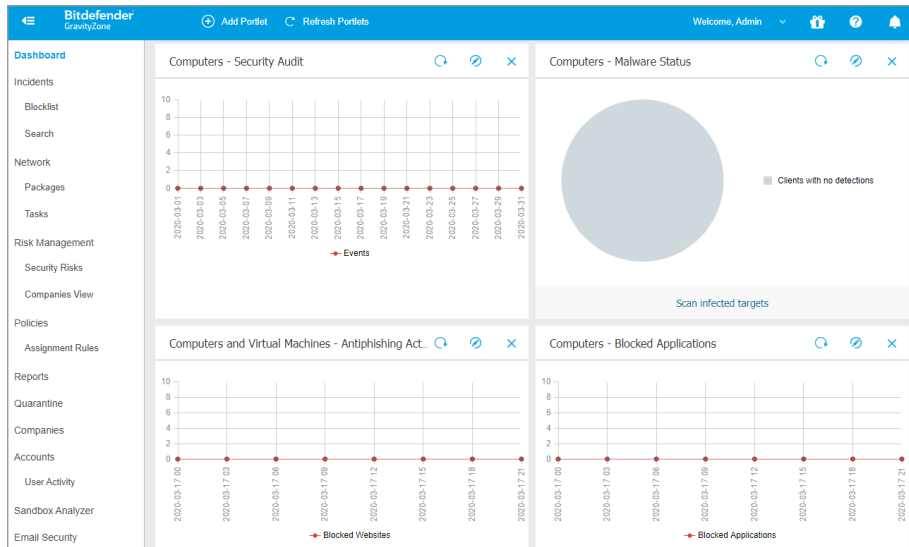 Bitdefender
GravityZone
Add Portlet
Refresh Portlets
Welcome, Admin
Dashboard
Incidents
Blocklist
Search
Network
Packages
Tasks
Risk Management
Security Risks
Companies View
Policies
Assignment Rules
Reports
Quarantine
Companies
Accounts
User Activity
Sandbox Analyzer
Email Security
Computers - Security Audit
10
8
6
4
2
0
2020-03-01
2020-03-03
2020-03-05
2020-03-07
2020-03-09
2020-03-11
2020-03-13
2020-03-15
2020-03-17
2020-03-19
2020-03-21
2020-03-23
2020-03-25
2020-03-27
2020-03-29
2020-03-31
Events
Computers - Malware Status
Clients with no detections
Scan infected targets
Computers and Virtual Machines - Antiphishing Act...
10
8
6
4
2
0
2020-03-17 00
2020-03-17 03
2020-03-17 06
2020-03-17 09
2020-03-17 12
2020-03-17 15
2020-03-17 18
2020-03-17 21
Blocked Websites
Computers - Blocked Applications
10
8
6
4
2
0
2020-03-17 00
2020-03-17 03
2020-03-17 06
2020-03-17 09
2020-03-17 12
2020-03-17 15
2020-03-17 18
2020-03-17 21
Blocked Applications